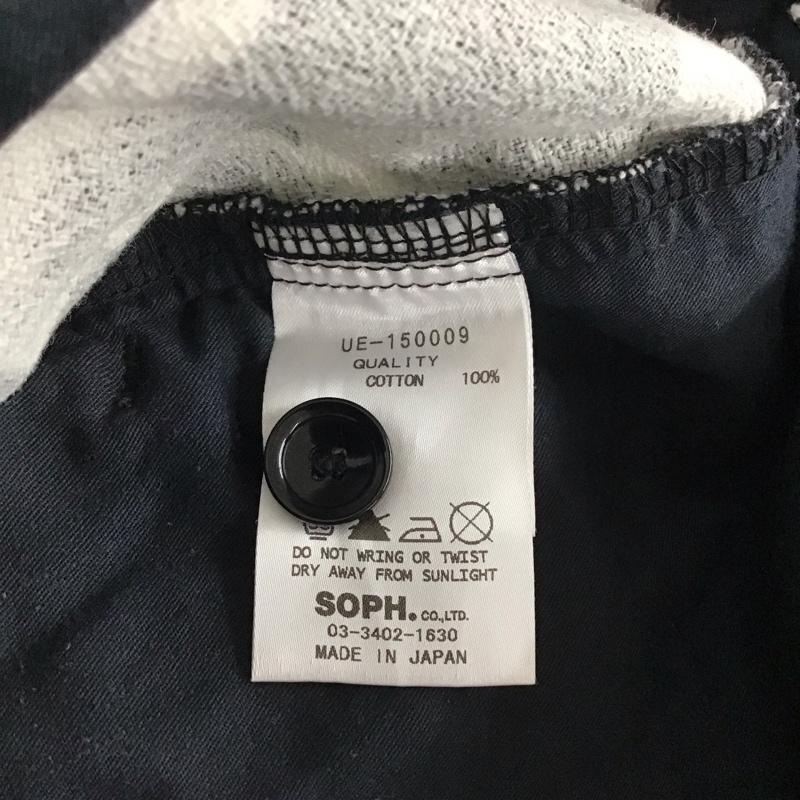 UE-150009
QUALITY
COTTON 100%
DO NOT WRING OR TWIST
DRY AWAY FROM SUNLIGHT
SOPH. CO.,LTD.
03-3402-1630
MADE IN JAPAN